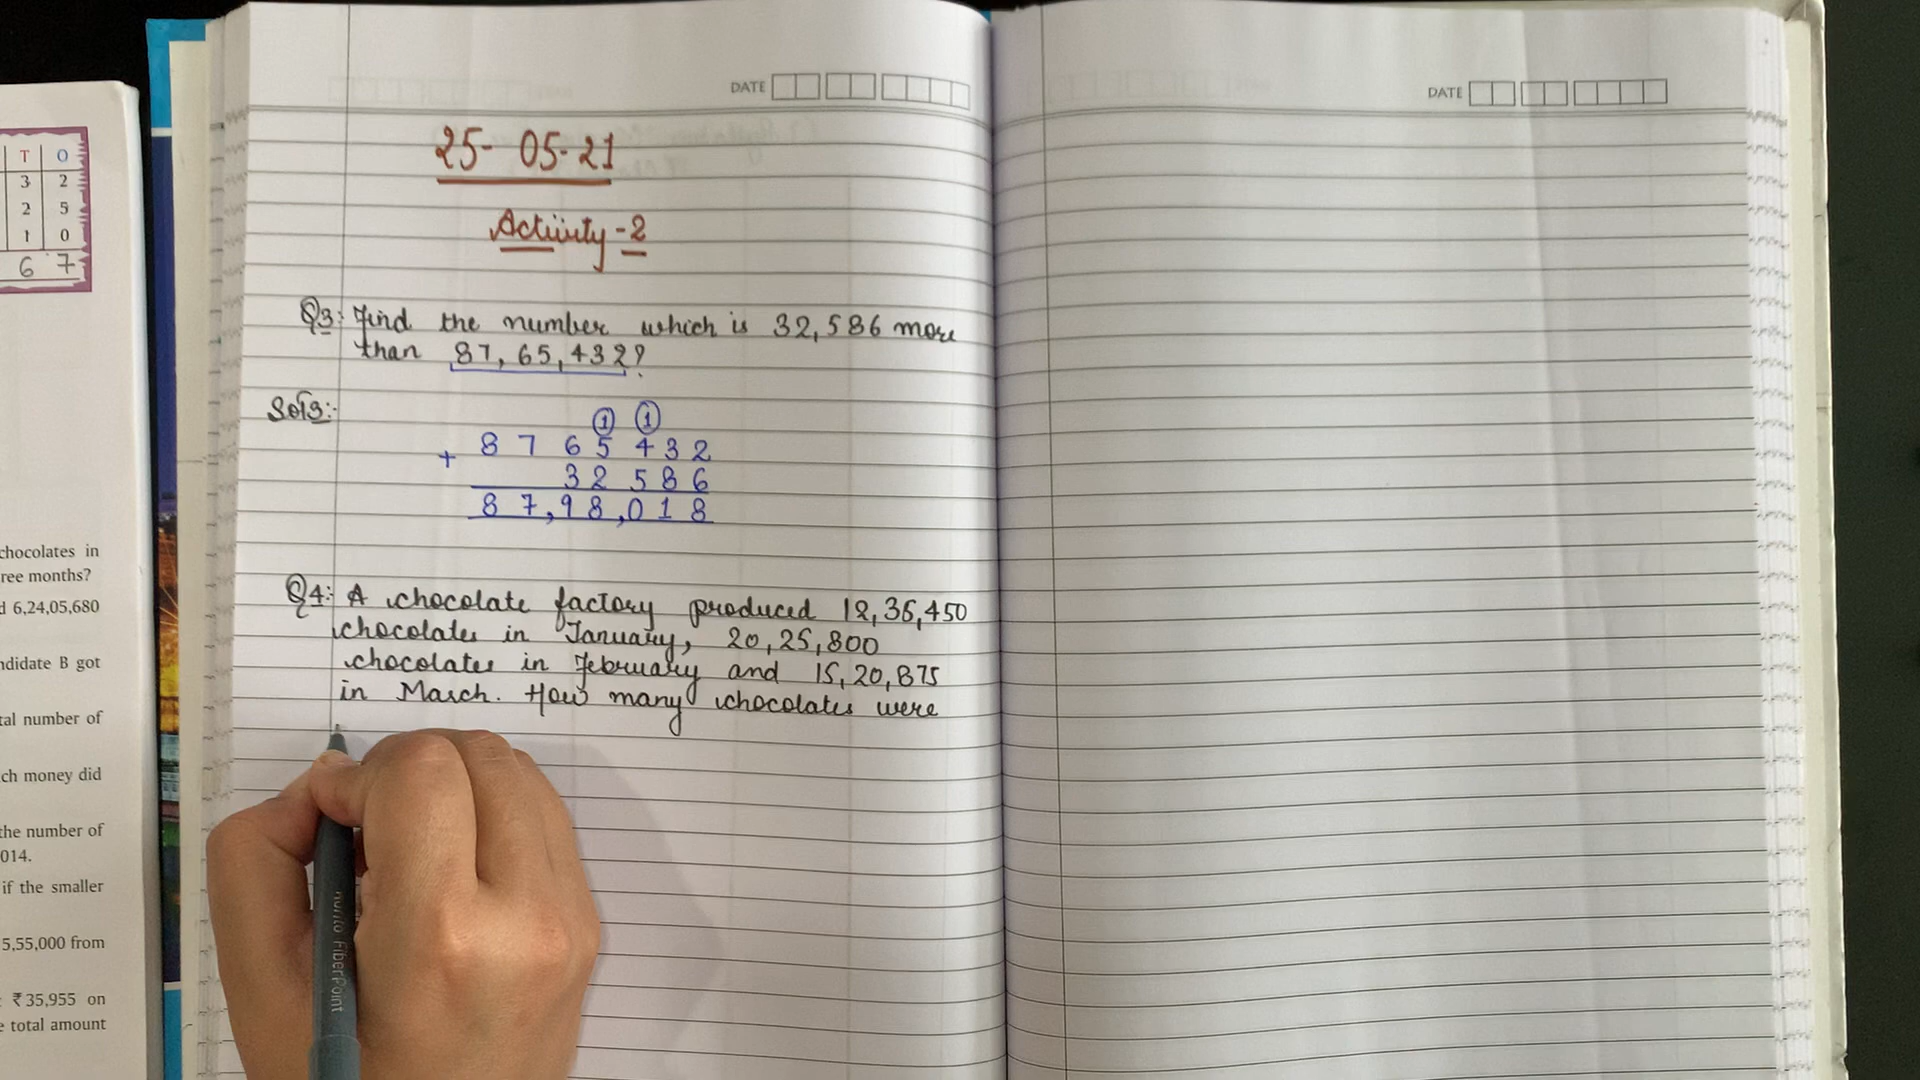 T O
3 2
2 5
1 0
6 7
chocolates in
ree months?
d 6,24,05,680
ndidate B got
tal number of
ch money did
the number of
014.
if the smaller
5,55,000 from
₹ 35,955 on
e total amount
DATE
25-05-21
Activity-2
Q3: Find the number which is 32,586 more
than 87,65,432?
Sol3:-
1 1
8 7 6 5 4 3 2
+ 3 2 5 8 6
8 7,9 8,0 1 8
Q4: A chocolate factory produced 12,36,450
chocolates in January, 20,25,800
chocolates in February and 15,20,875
in March. How many chocolates were
FiberPoint
DATE